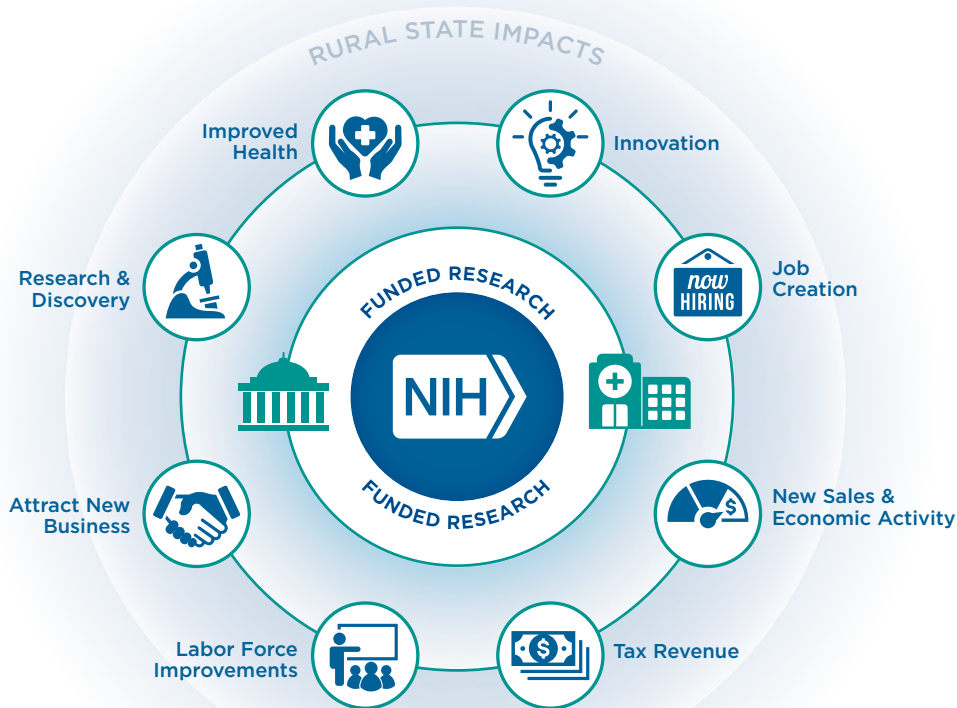 RURAL STATE IMPACTS
Improved
Health
Innovation
Research &
Discovery
Job
Creation
now
HIRING
FUNDED RESEARCH
NIH
FUNDED RESEARCH
Attract New
Business
New Sales &
Economic Activity
$
Labor Force
Improvements
$
Tax Revenue